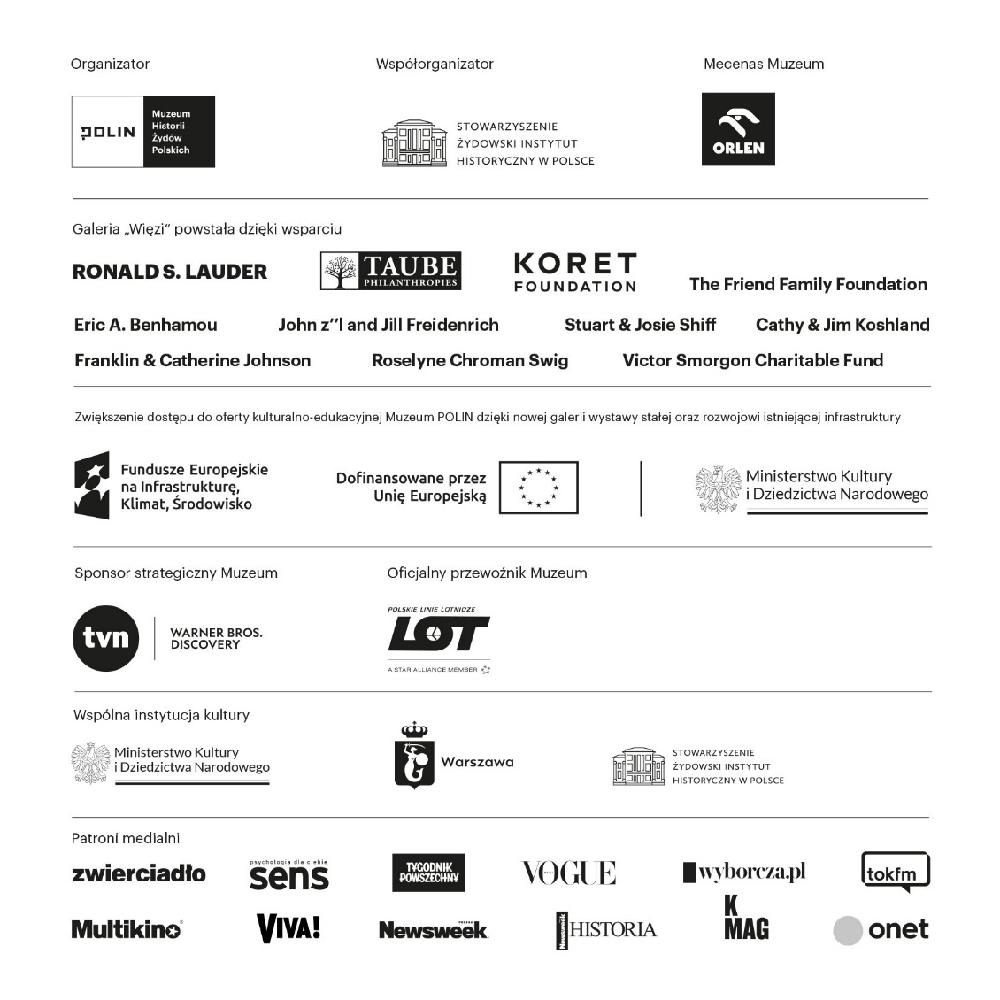 Organizator
Współorganizator
Mecenas Muzeum
POLIN
Muzeum
Historii
Żydów
Polskich
STOWARZYSZENIE
ŻYDOWSKI INSTYTUT
HISTORYCZNY W POLSCE
ORLEN
Galeria „Więzi” powstała dzięki wsparciu
RONALD S. LAUDER
TAUBE
PHILANTHROPIES
KORET
FOUNDATION
The Friend Family Foundation
Eric A. Benhamou
John z’’l and Jill Freidenrich
Stuart & Josie Shiff
Cathy & Jim Koshland
Franklin & Catherine Johnson
Roselyne Chroman Swig
Victor Smorgon Charitable Fund
Zwiększenie dostępu do oferty kulturalno-edukacyjnej Muzeum POLIN dzięki nowej galerii wystawy stałej oraz rozwojowi istniejącej infrastruktury
Fundusze Europejskie
na Infrastrukturę,
Klimat, Środowisko
Dofinansowane przez
Unię Europejską
Ministerstwo Kultury
i Dziedzictwa Narodowego
Sponsor strategiczny Muzeum
Oficjalny przewoźnik Muzeum
tvn
WARNER BROS.
DISCOVERY
POLSKIE LINIE LOTNICZE
LOT
A STAR ALLIANCE MEMBER
Wspólna instytucja kultury
Ministerstwo Kultury
i Dziedzictwa Narodowego
Warszawa
STOWARZYSZENIE
ŻYDOWSKI INSTYTUT
HISTORYCZNY W POLSCE
Patroni medialni
zwierciadło
psychologia dla ciebie
sens
TYGODNIK
POWSZECHNY
VOGUE
wyborcza.pl
tokfm
Multikino®
VIVA!
POLSKA
Newsweek
Newsweek
HISTORIA
K
MAG
onet